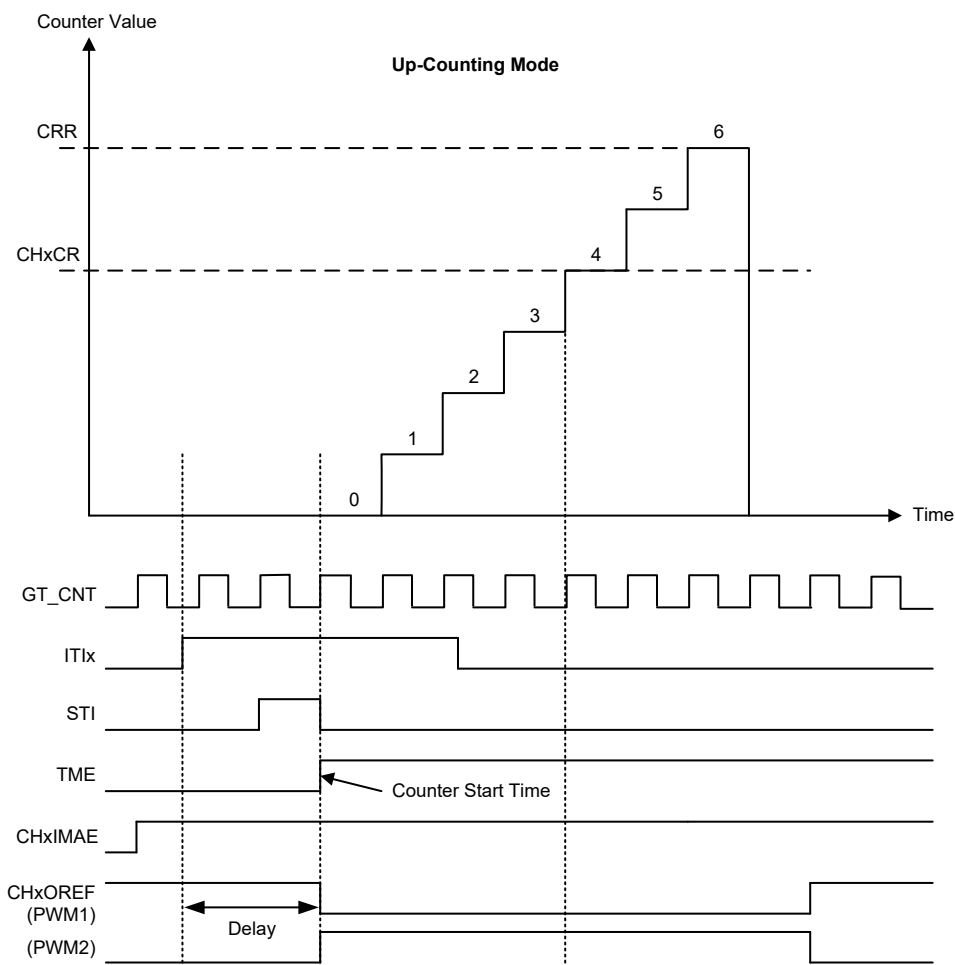 Counter Value
Up-Counting Mode
CRR
6
5
CHxCR
4
3
2
1
0
Time
GT_CNT
ITIx
STI
TME
Counter Start Time
CHxIMAE
CHxOREF
(PWM1)
Delay
(PWM2)